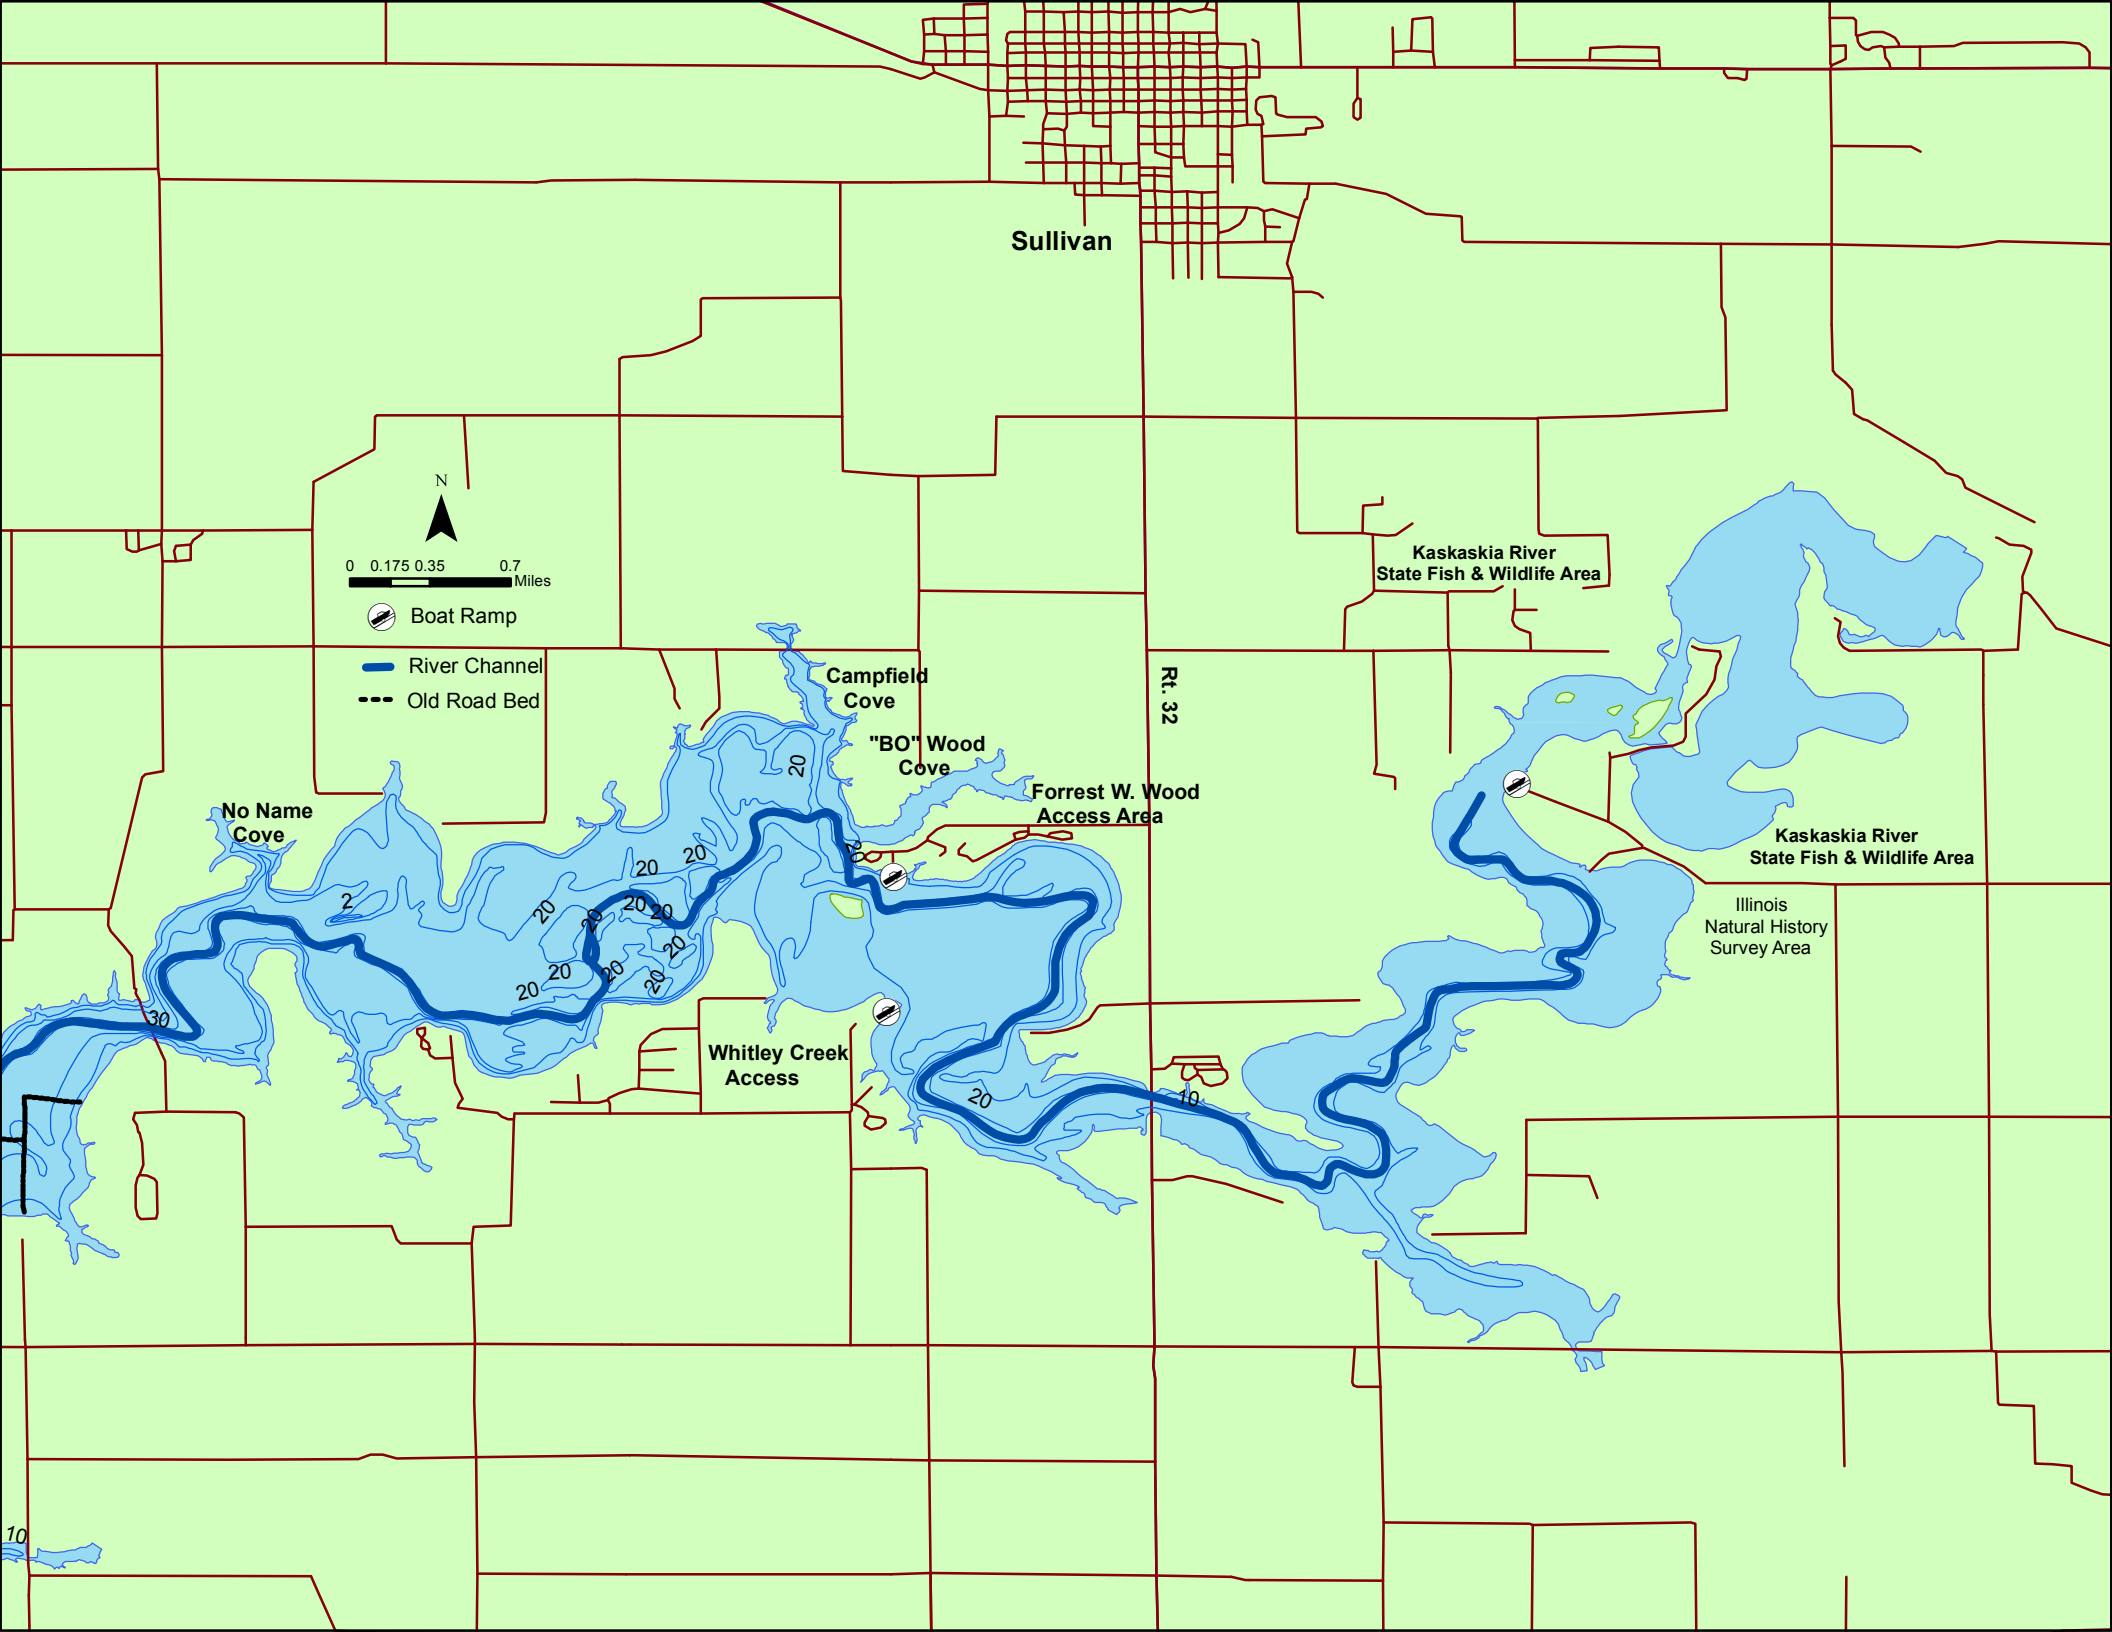 Sullivan
N
0 0.175 0.35 0.7
Miles
Boat Ramp
River Channel
Old Road Bed
Kaskaskia River
State Fish & Wildlife Area
Campfield
Cove
Rt. 32
"BO" Wood
Cove
20
Forrest W. Wood
Access Area
No Name
Cove
Kaskaskia River
State Fish & Wildlife Area
20
20
20
2
20
20
20
20
20
20
20
20
20
20
Illinois
Natural History
Survey Area
30
Whitley Creek
Access
20
10
10